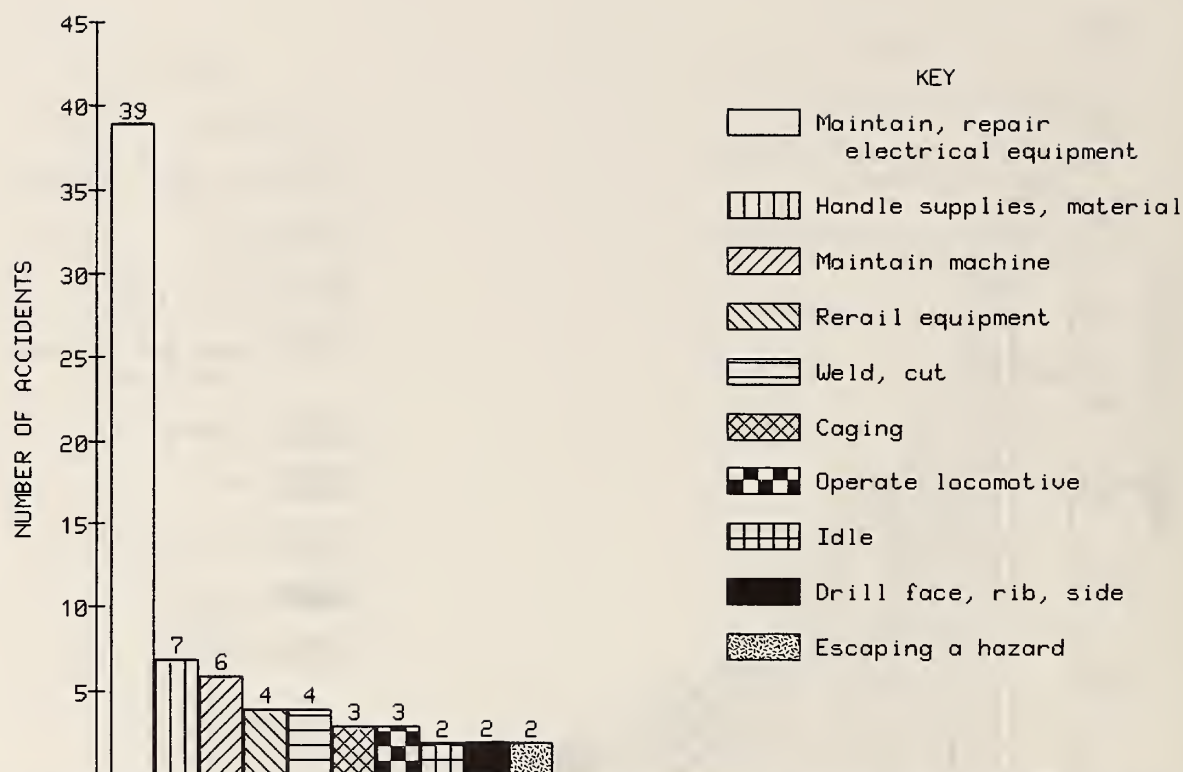 45
40
35
30
25
20
15
10
5
NUMBER OF ACCIDENTS
39
7
6
4
4
3
3
2
2
2
KEY
Maintain, repair
electrical equipment
Handle supplies, material
Maintain machine
Rerail equipment
Weld, cut
Caging
Operate locomotive
Idle
Drill face, rib, side
Escaping a hazard